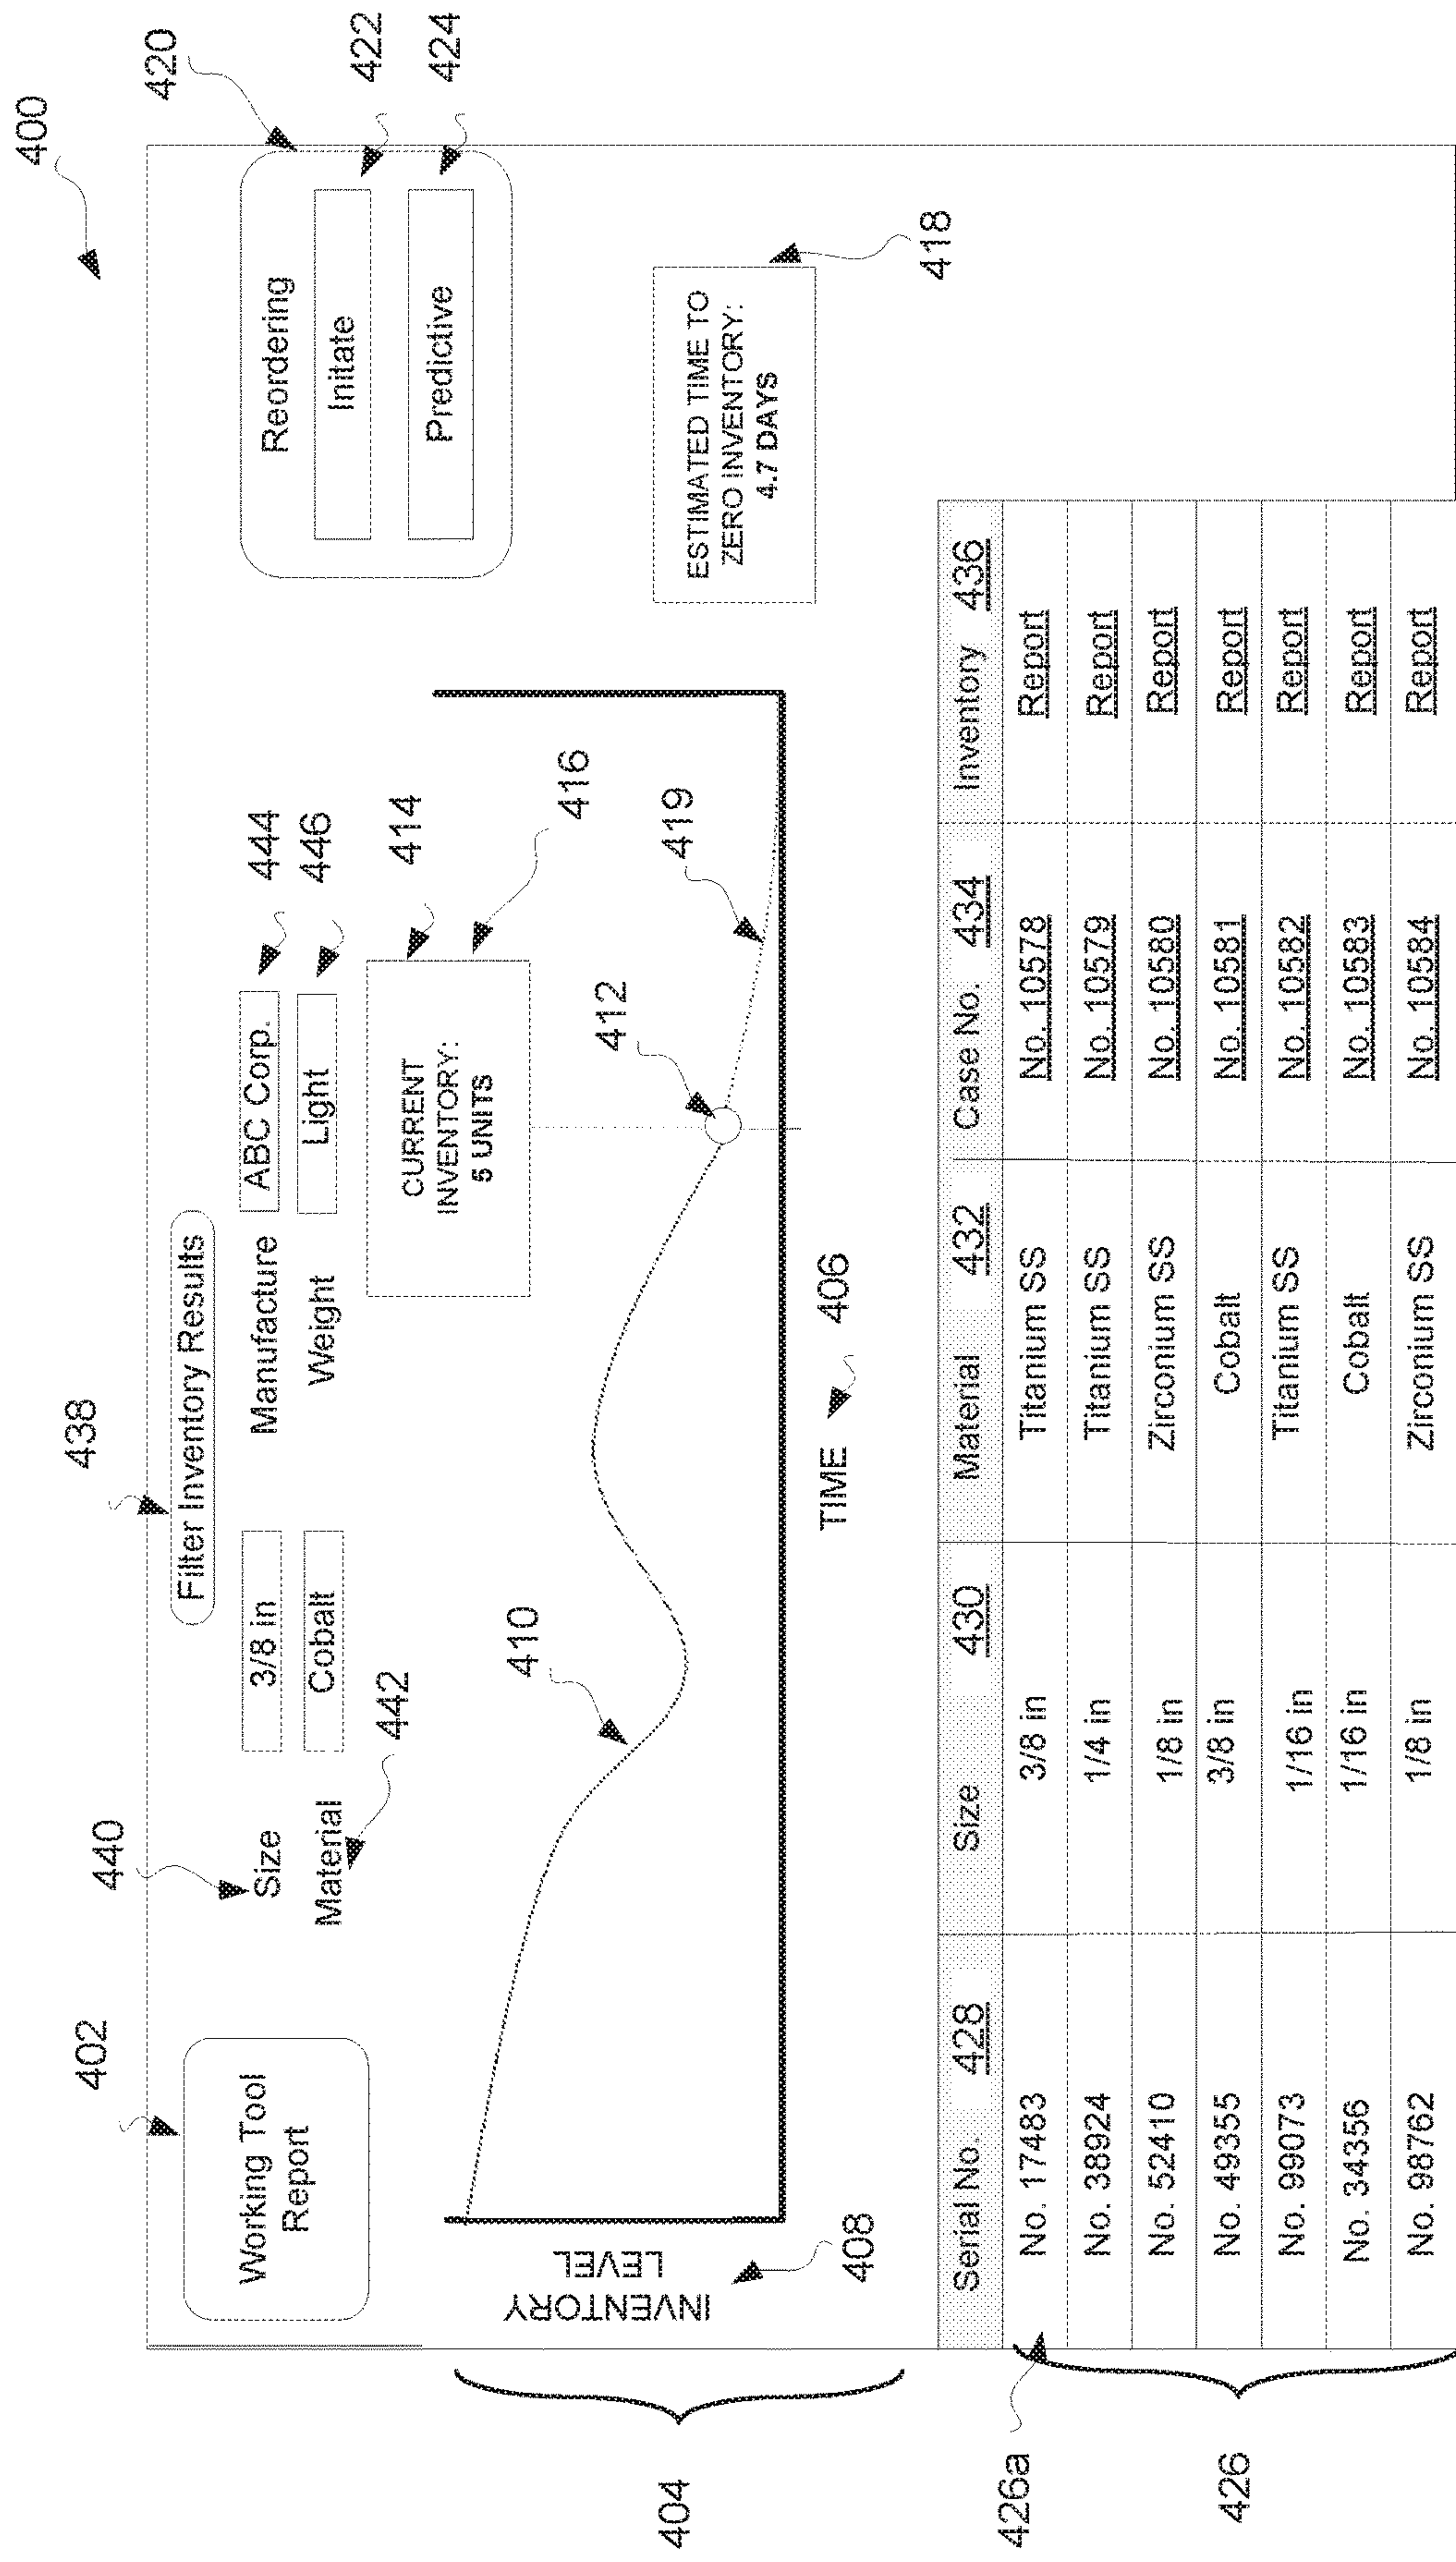 400
402
440
438
444
446
420
422
424
Working Tool
Report
Filter Inventory Results
Size
3/8 in
Manufacture
ABC Corp.
Material
Cobalt
Weight
Light
442
Reordering
Initate
Predictive
414
416
CURRENT
INVENTORY:
5 UNITS
404
INVENTORY
LEVEL
408
410
412
419
ESTIMATED TIME TO
ZERO INVENTORY:
4.7 DAYS
418
TIME
406
Serial No. 428 Size 430 Material 432 Case No. 434 Inventory 436
426a
No. 17483 3/8 in Titanium SS No. 10578 Report
No. 38924 1/4 in Titanium SS No. 10579 Report
No. 52410 1/8 in Zirconium SS No. 10580 Report
No. 49355 3/8 in Cobalt No. 10581 Report
No. 99073 1/16 in Titanium SS No. 10582 Report
No. 34356 1/16 in Cobalt No. 10583 Report
No. 98762 1/8 in Zirconium SS No. 10584 Report
426